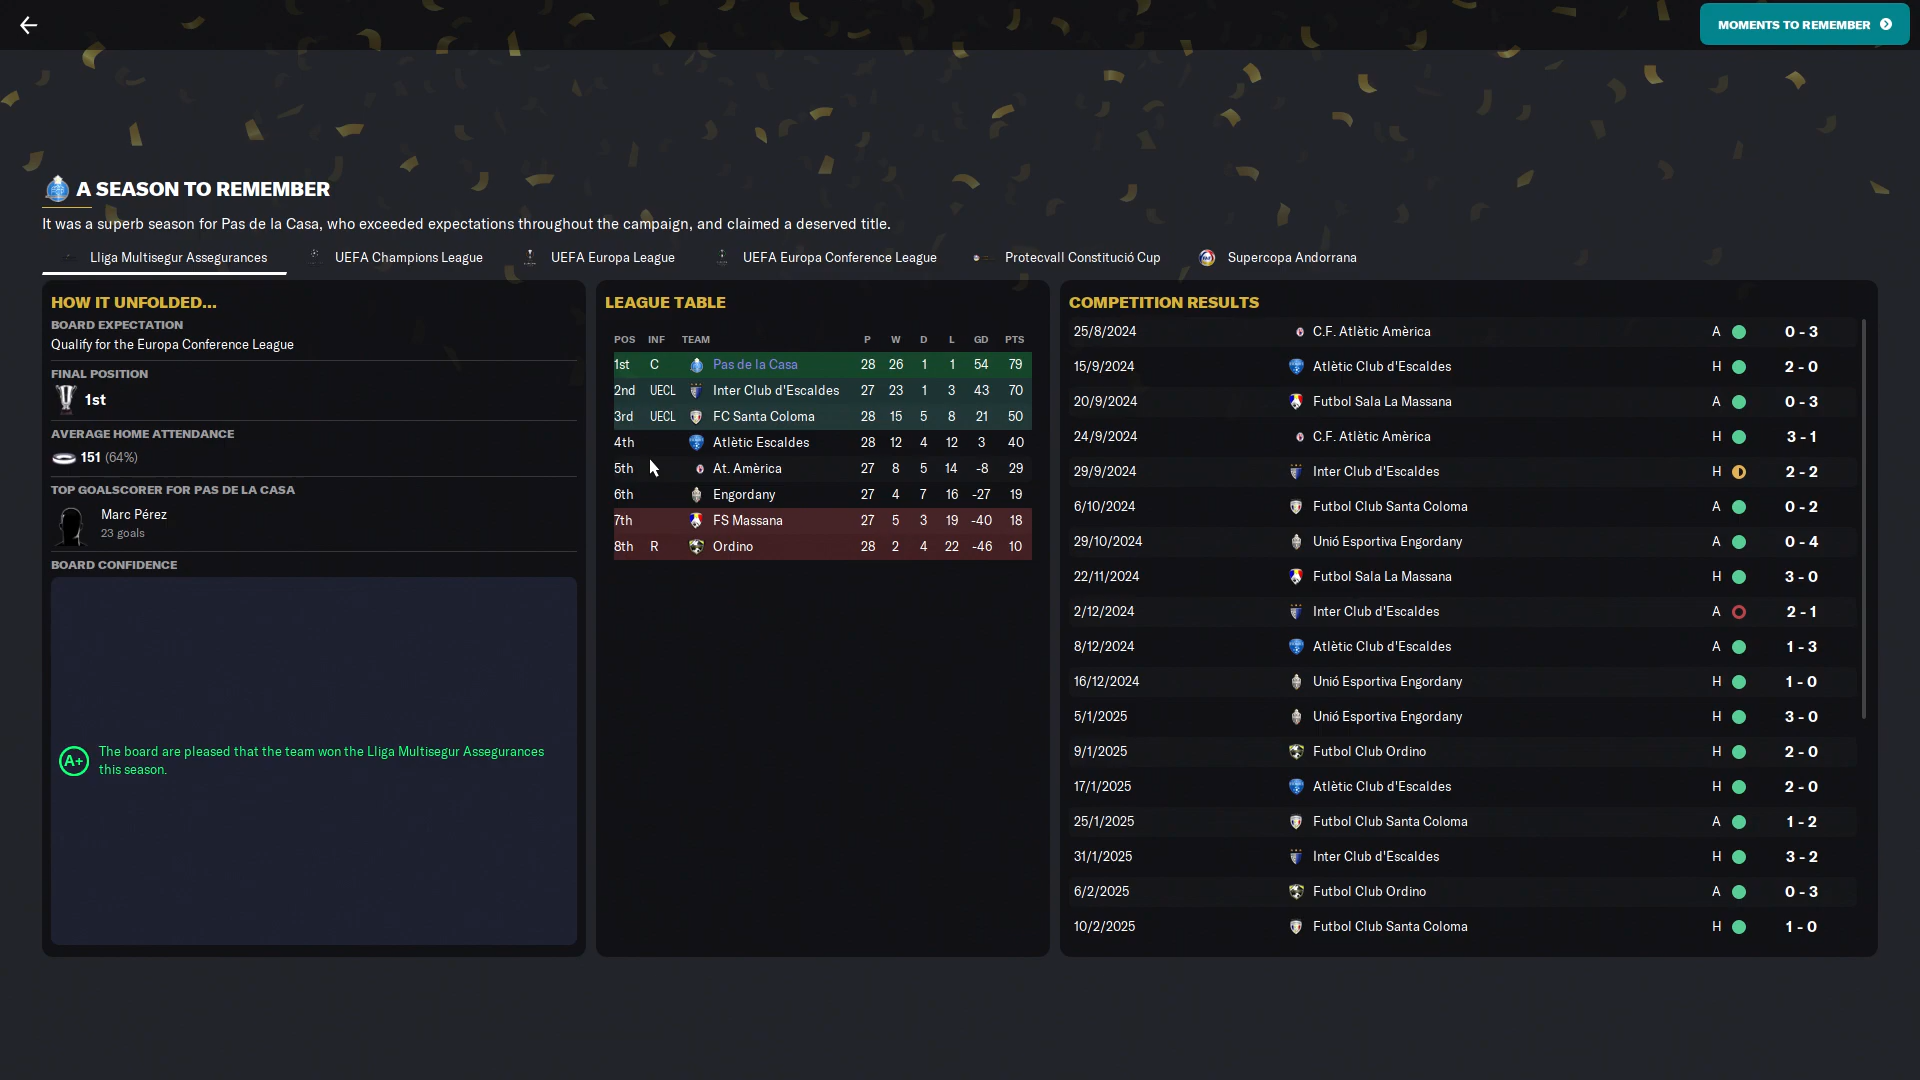 MOMENTS TO REMEMBER
A SEASON TO REMEMBER
It was a superb season for Pas de la Casa, who exceeded expectations throughout the campaign, and claimed a deserved title.
Lliga Multisegur Assegurances UEFA Champions League UEFA Europa League UEFA Europa Conference League Protecvall Constitució Cup Supercopa Andorrana
HOW IT UNFOLDED...
BOARD EXPECTATION
Qualify for the Europa Conference League
FINAL POSITION
1st
AVERAGE HOME ATTENDANCE
151 (64%)
TOP GOALSCORER FOR PAS DE LA CASA
Marc Pérez
23 goals
BOARD CONFIDENCE
A+
The board are pleased that the team won the Lliga Multisegur Assegurances
this season.
LEAGUE TABLE
POS INF TEAM P W D L GD PTS
1st C Pas de la Casa 28 26 1 1 54 79
2nd UECL Inter Club d'Escaldes 27 23 1 3 43 70
3rd UECL FC Santa Coloma 28 15 5 8 21 50
4th Atlètic Escaldes 28 12 4 12 3 40
5th At. Amèrica 27 8 5 14 -8 29
6th Engordany 27 4 7 16 -27 19
7th FS Massana 27 5 3 19 -40 18
8th R Ordino 28 2 4 22 -46 10
COMPETITION RESULTS
25/8/2024 C.F. Atlètic Amèrica A 0 - 3
15/9/2024 Atlètic Club d'Escaldes H 2 - 0
20/9/2024 Futbol Sala La Massana A 0 - 3
24/9/2024 C.F. Atlètic Amèrica H 3 - 1
29/9/2024 Inter Club d'Escaldes H 2 - 2
6/10/2024 Futbol Club Santa Coloma A 0 - 2
29/10/2024 Unió Esportiva Engordany A 0 - 4
22/11/2024 Futbol Sala La Massana H 3 - 0
2/12/2024 Inter Club d'Escaldes A 2 - 1
8/12/2024 Atlètic Club d'Escaldes A 1 - 3
16/12/2024 Unió Esportiva Engordany H 1 - 0
5/1/2025 Unió Esportiva Engordany H 3 - 0
9/1/2025 Futbol Club Ordino H 2 - 0
17/1/2025 Atlètic Club d'Escaldes H 2 - 0
25/1/2025 Futbol Club Santa Coloma A 1 - 2
31/1/2025 Inter Club d'Escaldes H 3 - 2
6/2/2025 Futbol Club Ordino A 0 - 3
10/2/2025 Futbol Club Santa Coloma H 1 - 0